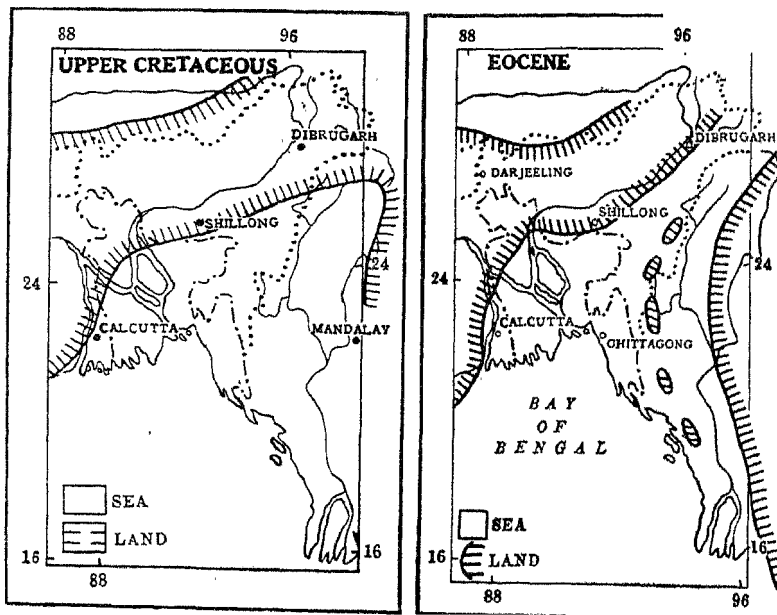 88
96
UPPER CRETACEOUS
DIBRUGARH
SHILLONG
24
24
CALCUTTA
MANDALAY
SEA
LAND
16
16
88
88
96
EOCENE
DIBRUGARH
DARJEELING
SHILLONG
24
24
CALCUTTA
CHITTAGONG
BAY
OF
BENGAL
SEA
LAND
16
16
88
96